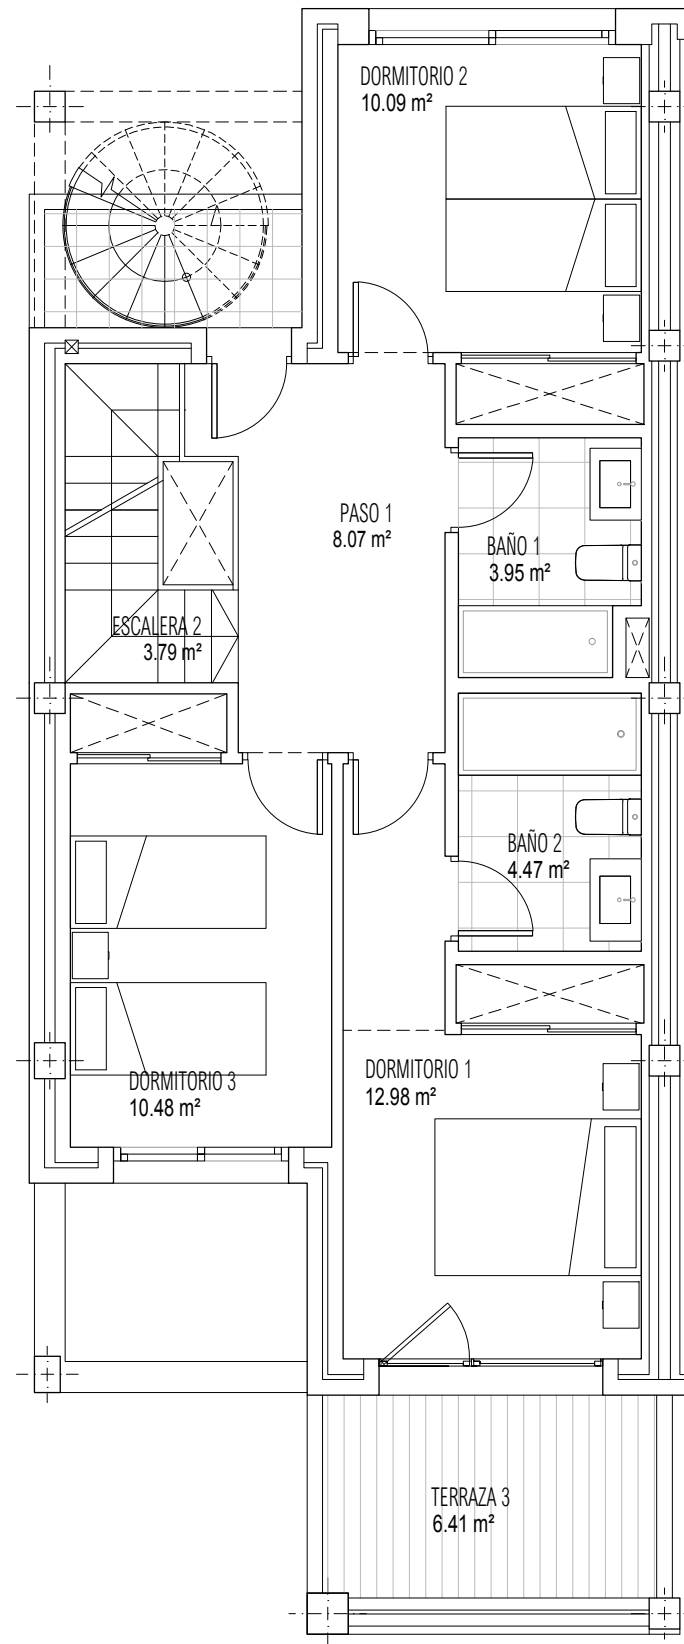 DORMITORIO 2
10.09 m²
PASO 1
8.07 m²
BAÑO 1
3.95 m²
ESCALERA 2
3.79 m²
BAÑO 2
4.47 m²
DORMITORIO 3
10.48 m²
DORMITORIO 1
12.98 m²
TERRAZA 3
6.41 m²